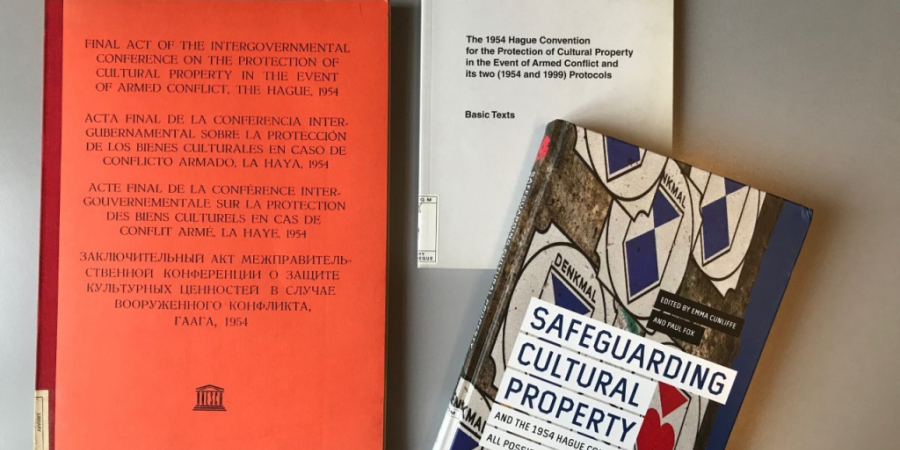 FINAL ACT OF THE INTERGOVERNMENTAL
CONFERENCE ON THE PROTECTION OF
CULTURAL PROPERTY IN THE EVENT
OF ARMED CONFLICT, THE HAGUE, 1954
ACTA FINAL DE LA CONFERENCIA INTER-
GUBERNAMENTAL SOBRE LA PROTECCIÓN
DE LOS BIENES CULTURALES EN CASO DE
CONFLICTO ARMADO, LA HAYA, 1954
ACTE FINAL DE LA CONFÉRENCE INTER-
GOUVERNEMENTALE SUR LA PROTECTION
DES BIENS CULTURELS EN CAS DE
CONFLIT ARMÉ, LA HAYE, 1954
ЗАКЛЮЧИТЕЛЬНЫЙ АКТ МЕЖПРАВИТЕЛЬ-
СТВЕННОЙ КОНФЕРЕНЦИИ О ЗАЩИТЕ
КУЛЬТУРНЫХ ЦЕННОСТЕЙ В СЛУЧАЕ
ВООРУЖЕННОГО КОНФЛИКТА,
ГААГА, 1954
The 1954 Hague Convention
for the Protection of Cultural Property
in the Event of Armed Conflict and
its two (1954 and 1999) Protocols
Basic Texts
DENKMAL
DENKMAL
EDITED BY EMMA CUNLIFFE
AND PAUL FOX
SAFEGUARDING
CULTURAL
PROPERTY
AND THE 1954 HAGUE
ALL